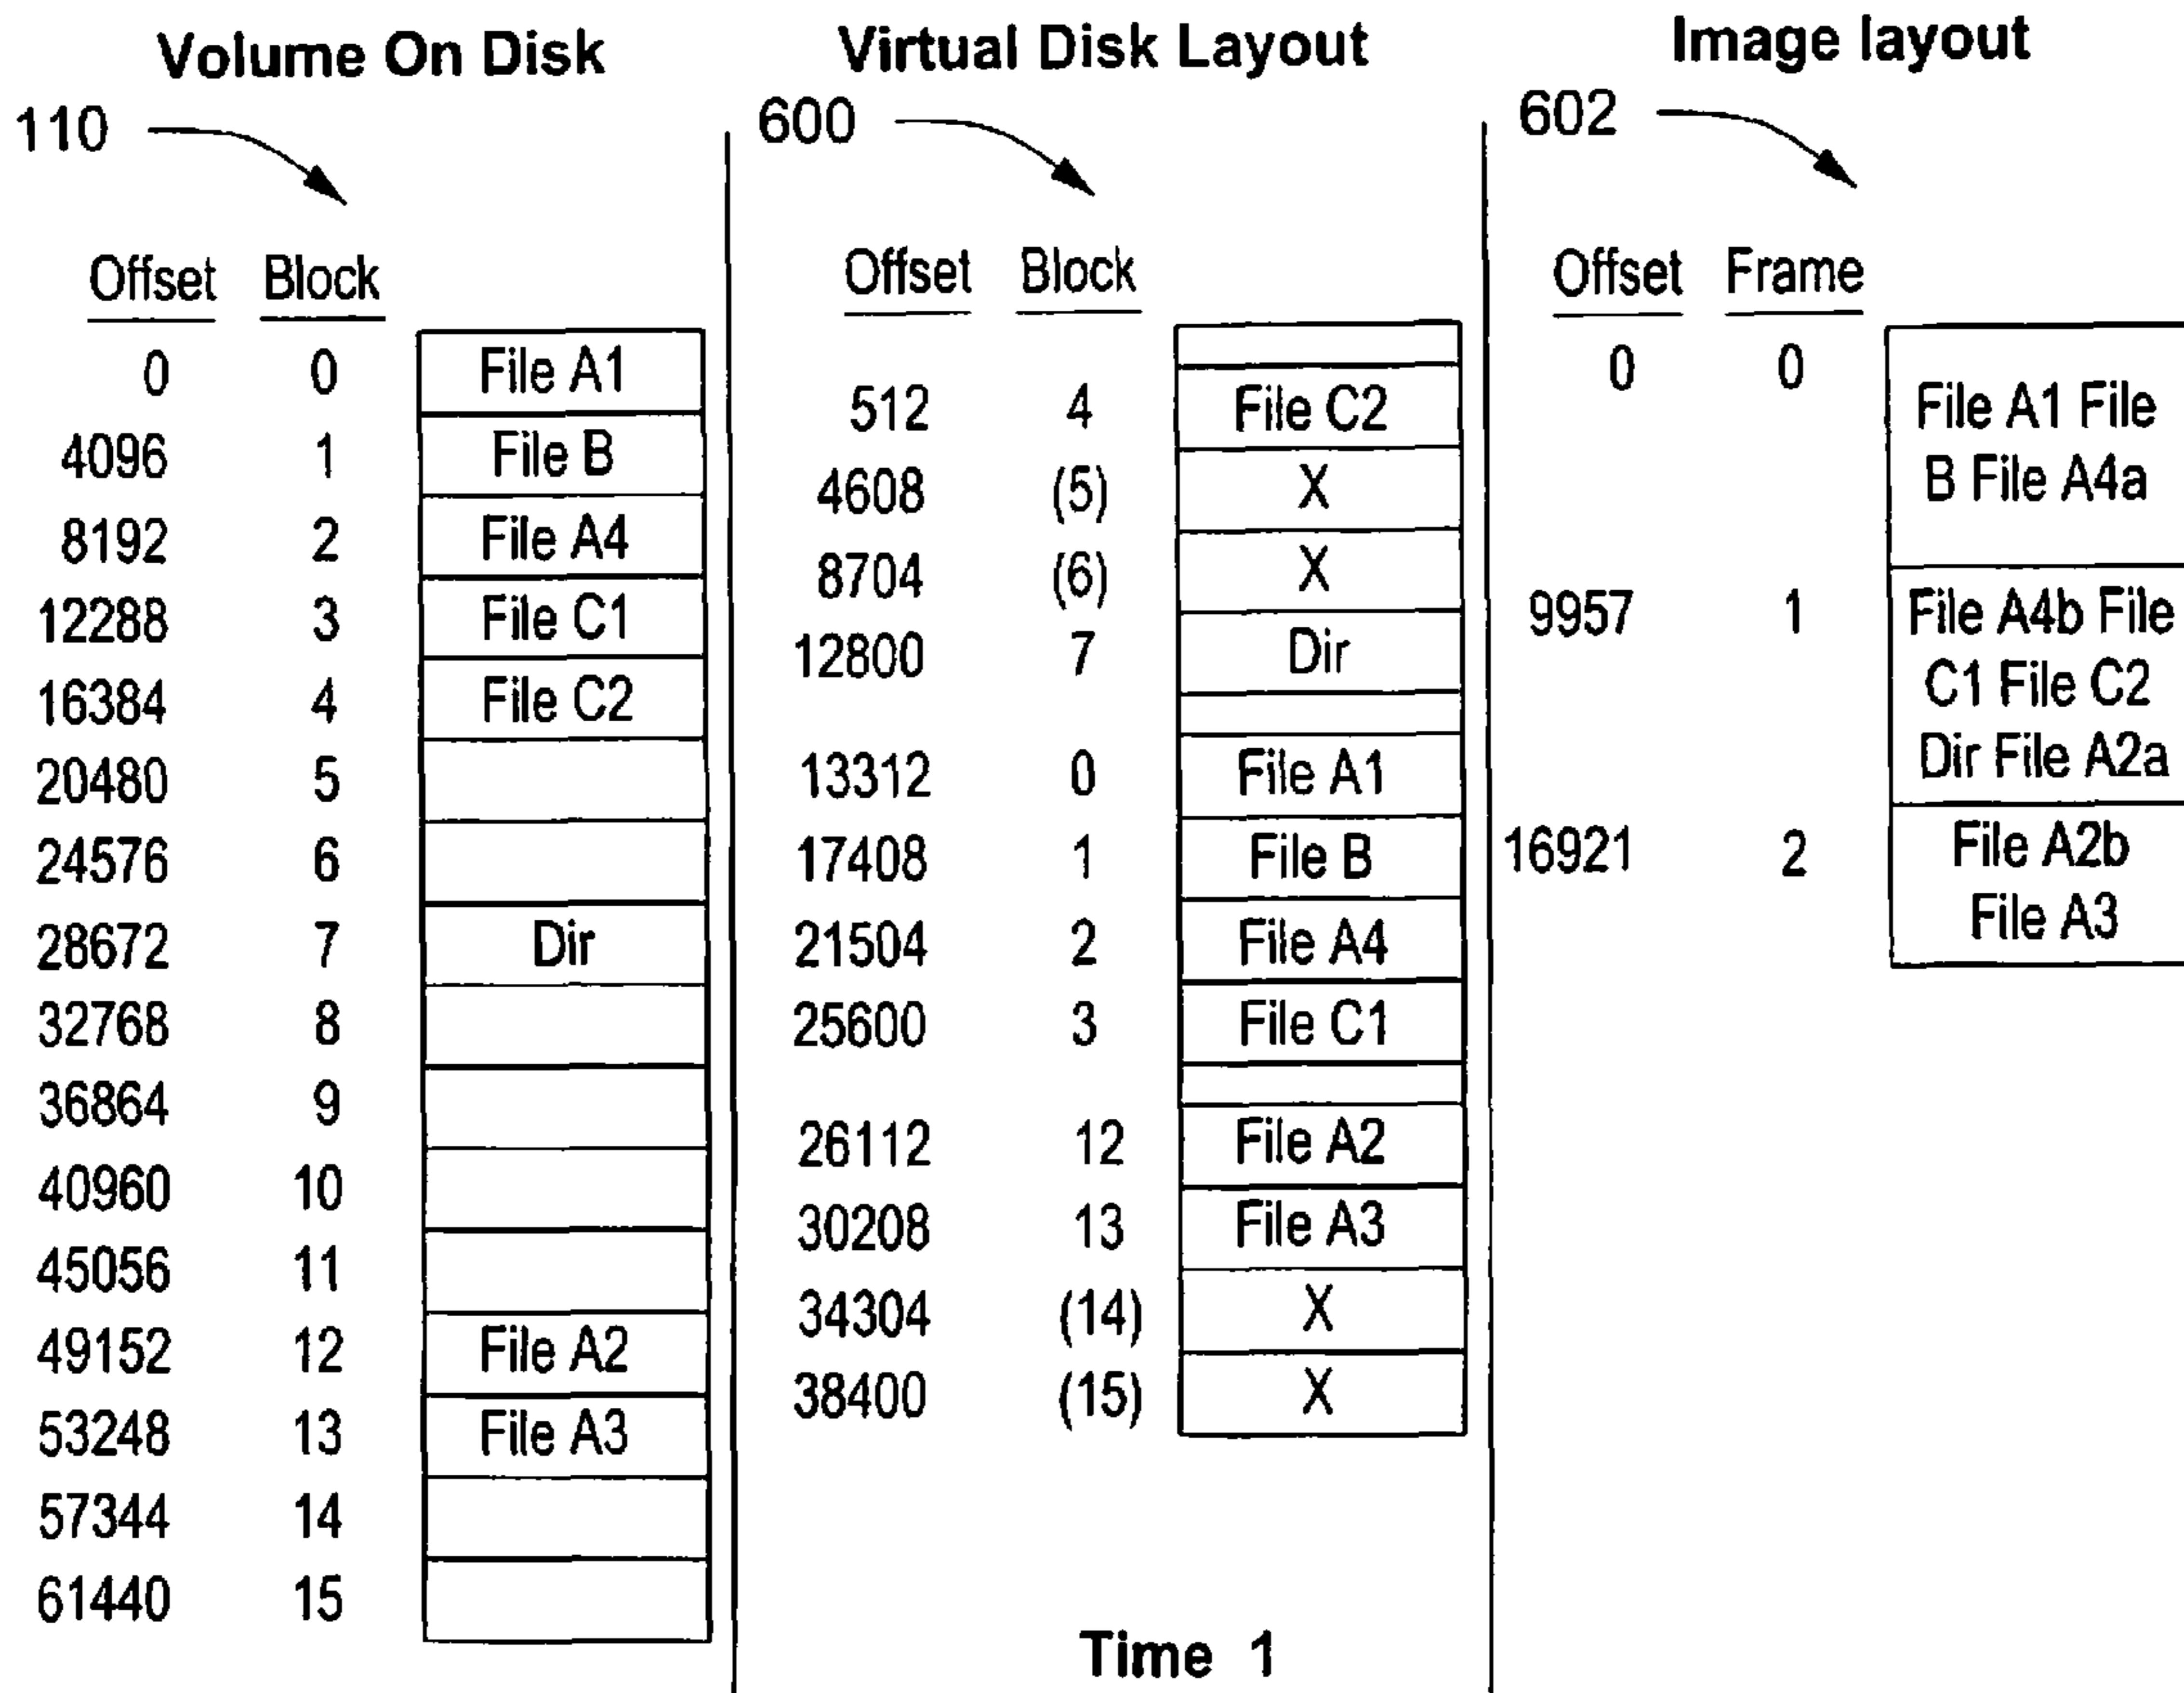 Volume On Disk
110
Offset Block
0 0 File A1
4096 1 File B
8192 2 File A4
12288 3 File C1
16384 4 File C2
20480 5
24576 6
28672 7 Dir
32768 8
36864 9
40960 10
45056 11
49152 12 File A2
53248 13 File A3
57344 14
61440 15
Virtual Disk Layout
600
Offset Block
512 4 File C2
4608 (5) X
8704 (6) X
12800 7 Dir
13312 0 File A1
17408 1 File B
21504 2 File A4
25600 3 File C1
26112 12 File A2
30208 13 File A3
34304 (14) X
38400 (15) X
Time 1
Image layout
602
Offset Frame
0 0
File A1 File
B File A4a
9957 1 File A4b File
C1 File C2
Dir File A2a
16921 2 File A2b
File A3